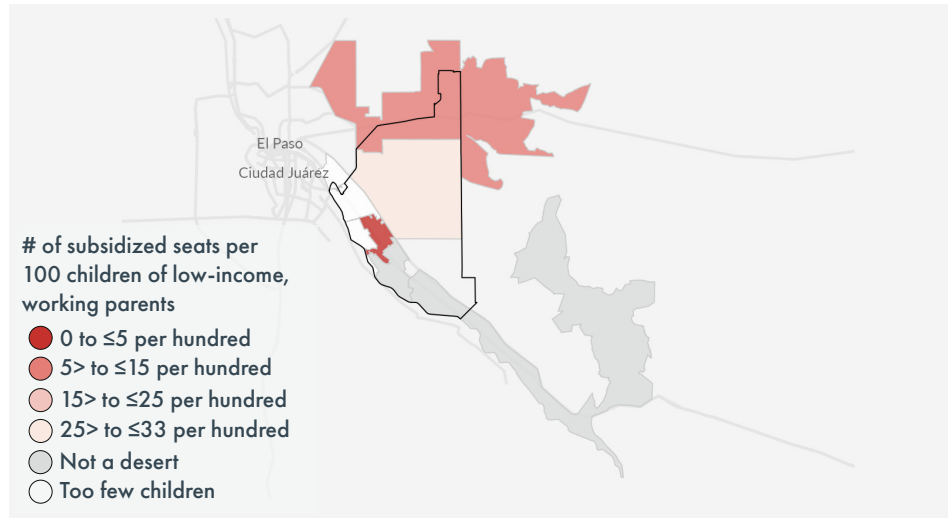 El Paso
Ciudad Juárez
# of subsidized seats per
100 children of low-income,
working parents
0 to ≤5 per hundred
5> to ≤15 per hundred
15> to ≤25 per hundred
25> to ≤33 per hundred
Not a desert
Too few children